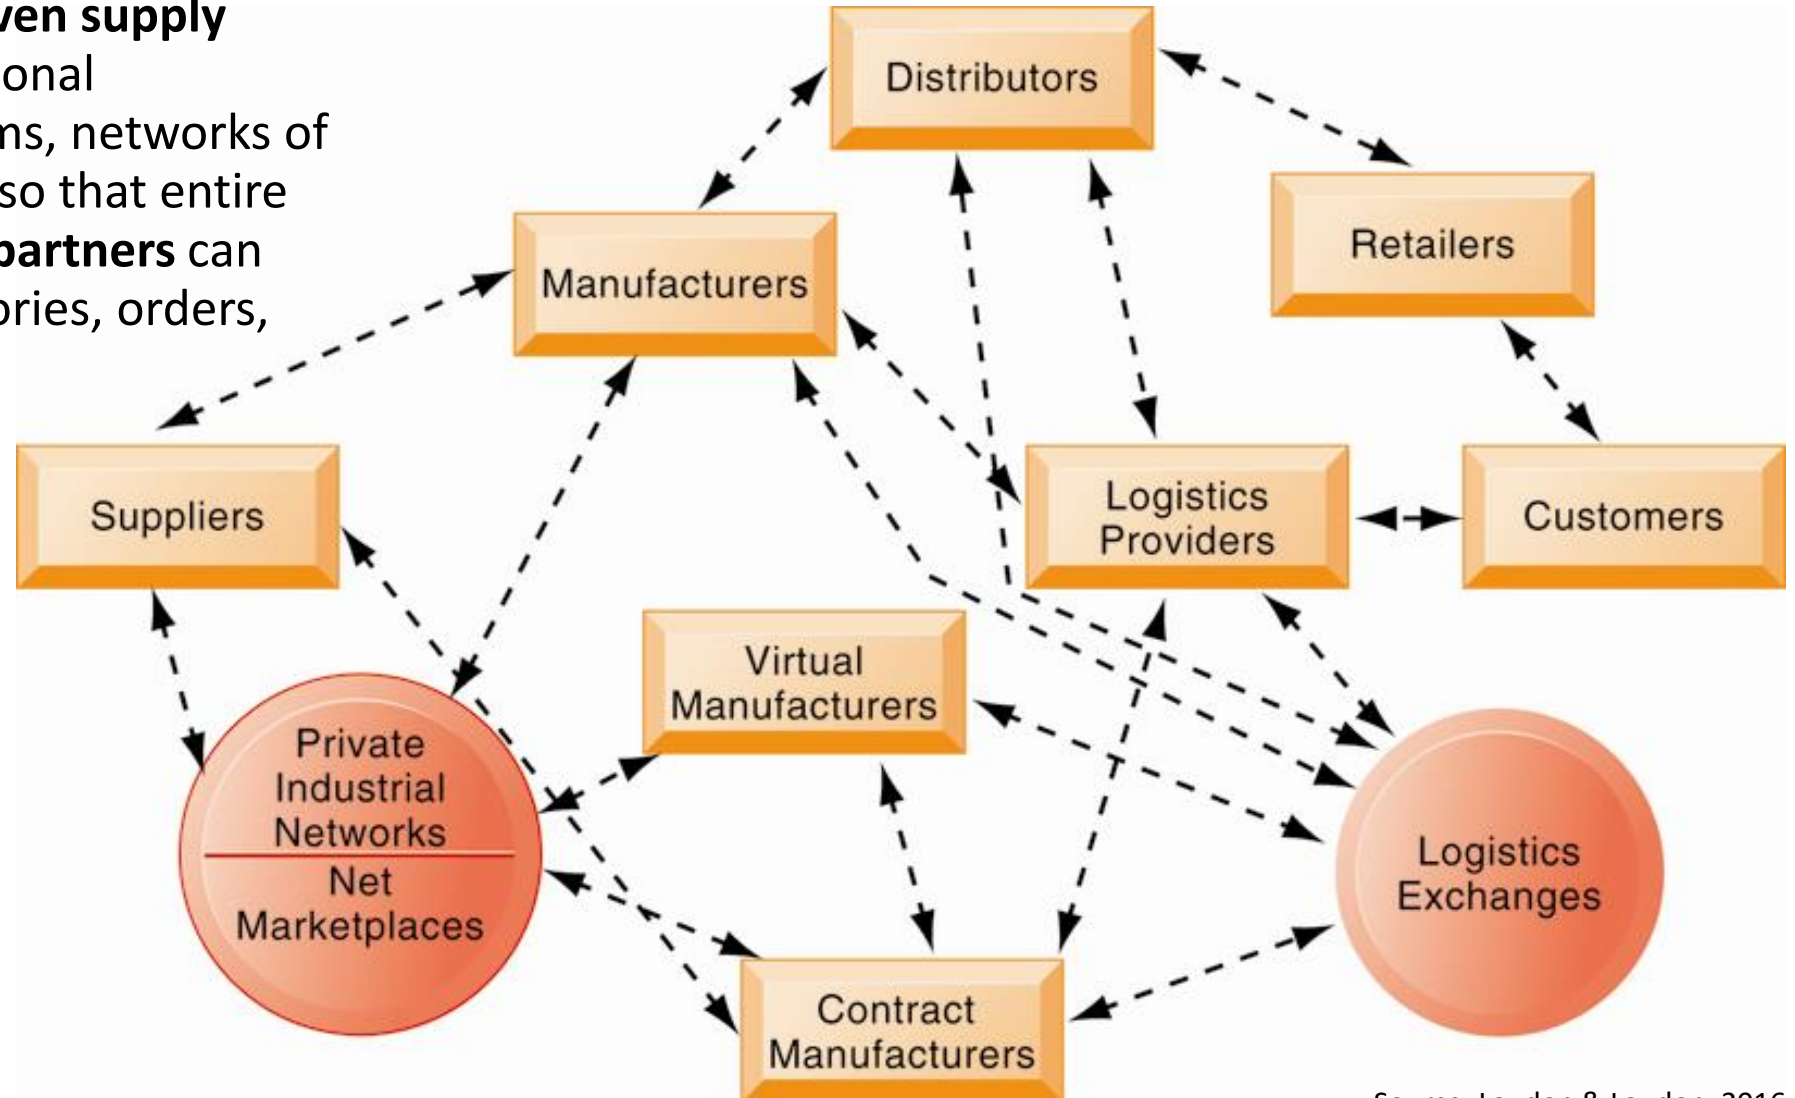 ven supply
onal
ms, networks of
so that entire
partners can
ories, orders,
Distributors
Retailers
Manufacturers
Suppliers
Logistics
Providers
Customers
Virtual
Manufacturers
Private
Industrial
Networks
Net
Marketplaces
Logistics
Exchanges
Contract
Manufacturers